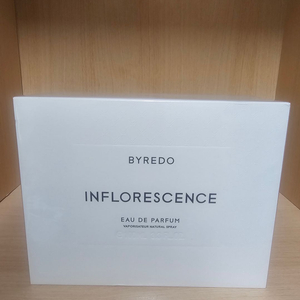 BYREDO
INFLORESCENCE
EAU DE PARFUM
VAPORISATEUR NATURAL SPRAY